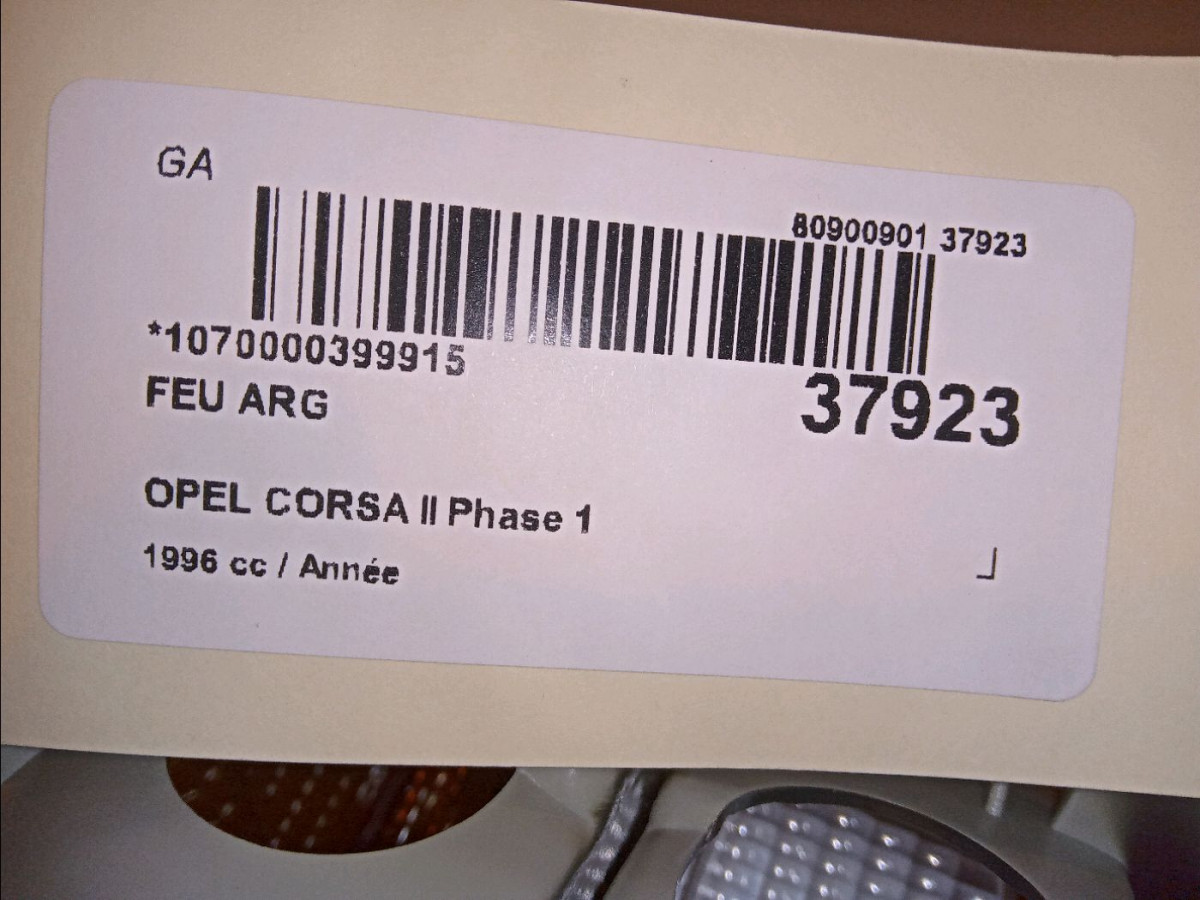 GA
80900901 37923
*1070000399915
37923
FEU ARG
OPEL CORSA II Phase 1
1996 cc / Année